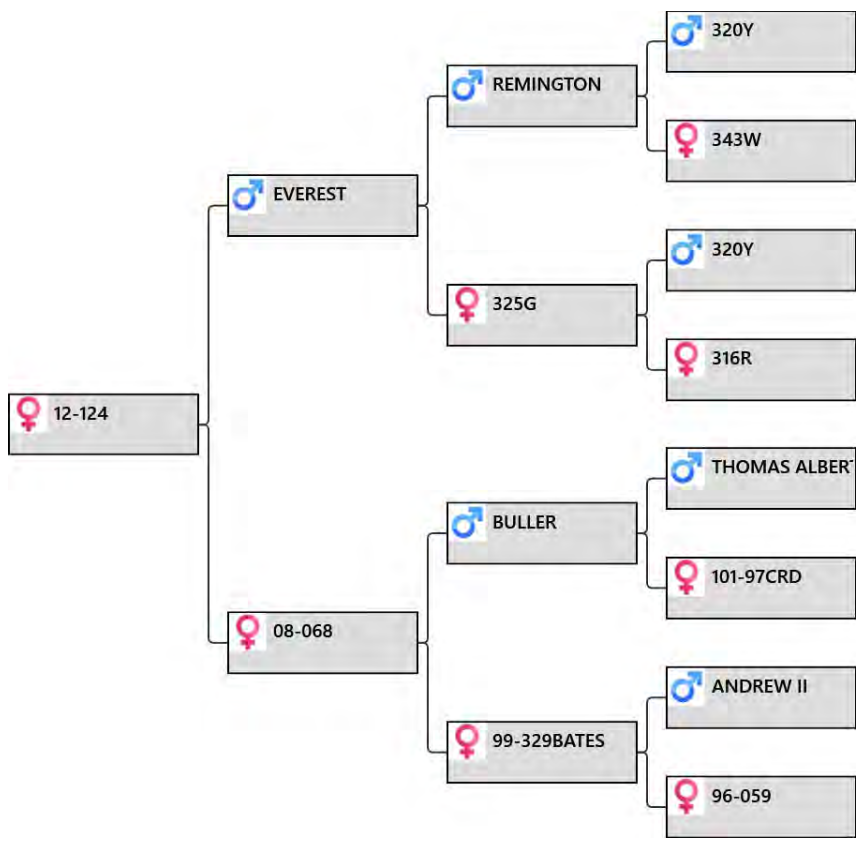 320Y
REMINGTON
343W
EVEREST
320Y
325G
316R
12-124
THOMAS ALBER
BULLER
101-97CRD
08-068
ANDREW II
99-329BATES
96-059